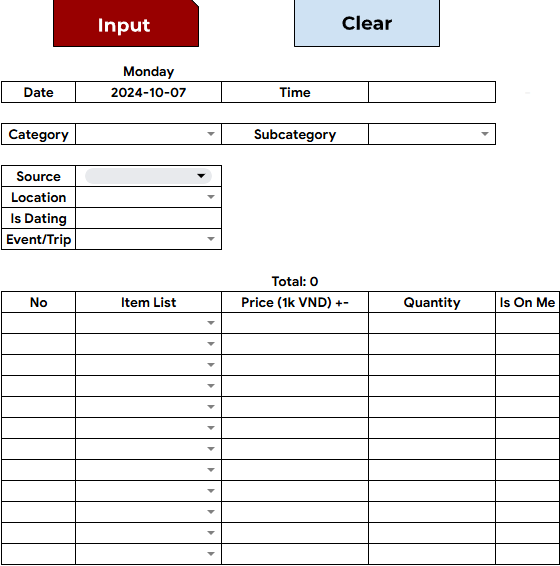 Input Clear
Monday
Date 2024-10-07 Time
Category Subcategory
Source
Location
Is Dating
Event/Trip
Total: 0
No Item List Price (1k VND) +- Quantity Is On Me